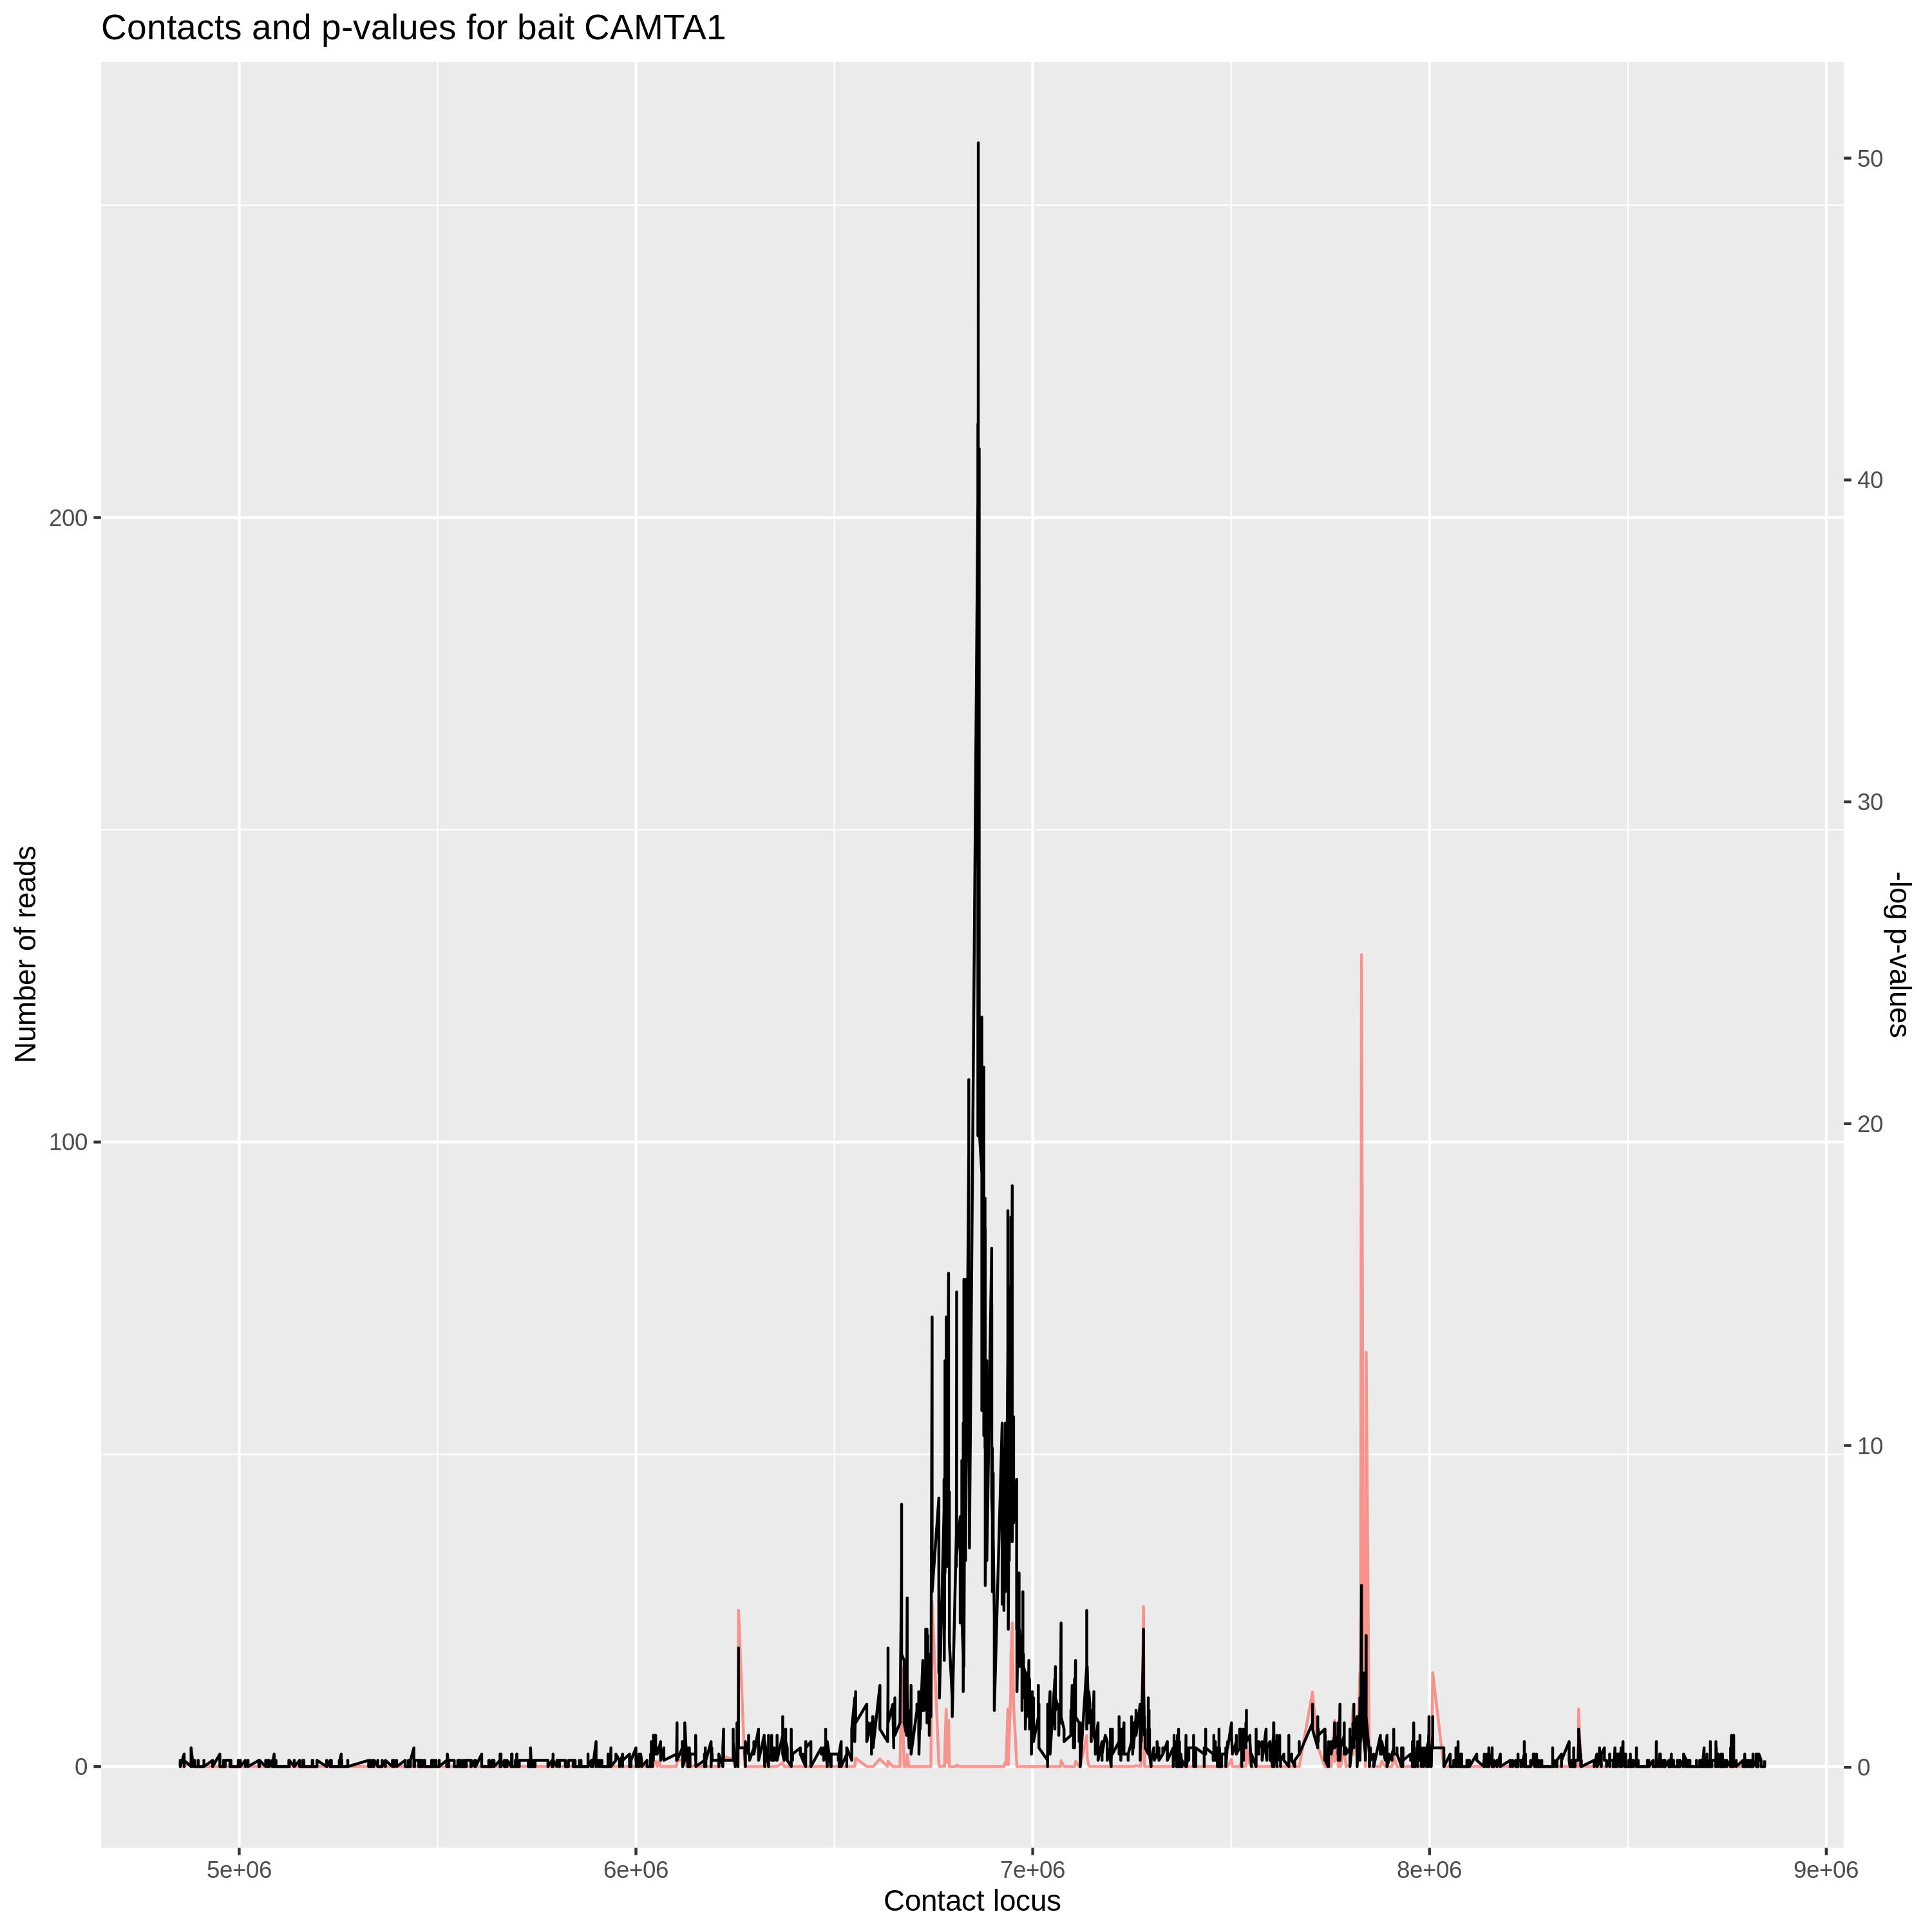 Contacts and p-values for bait CAMTA1
Number of reads
200
100
0
50
40
30
20
10
0
-log p-values
5e+06 6e+06 7e+06 8e+06 9e+06
Contact locus